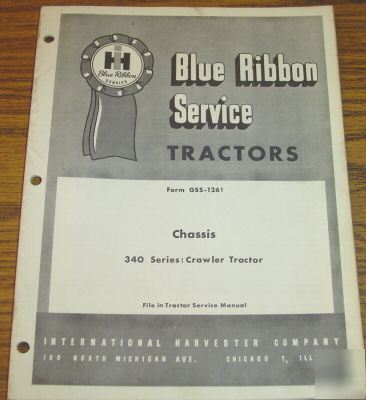 IH
Blue Ribbon
SERVICE
Blue Ribbon
Service
TRACTORS
Form GSS-1261
Chassis
340 Series: Crawler Tractor
File in Tractor Service Manual
INTERNATIONAL HARVESTER COMPANY
180 NORTH MICHIGAN AVE. CHICAGO 1, ILL